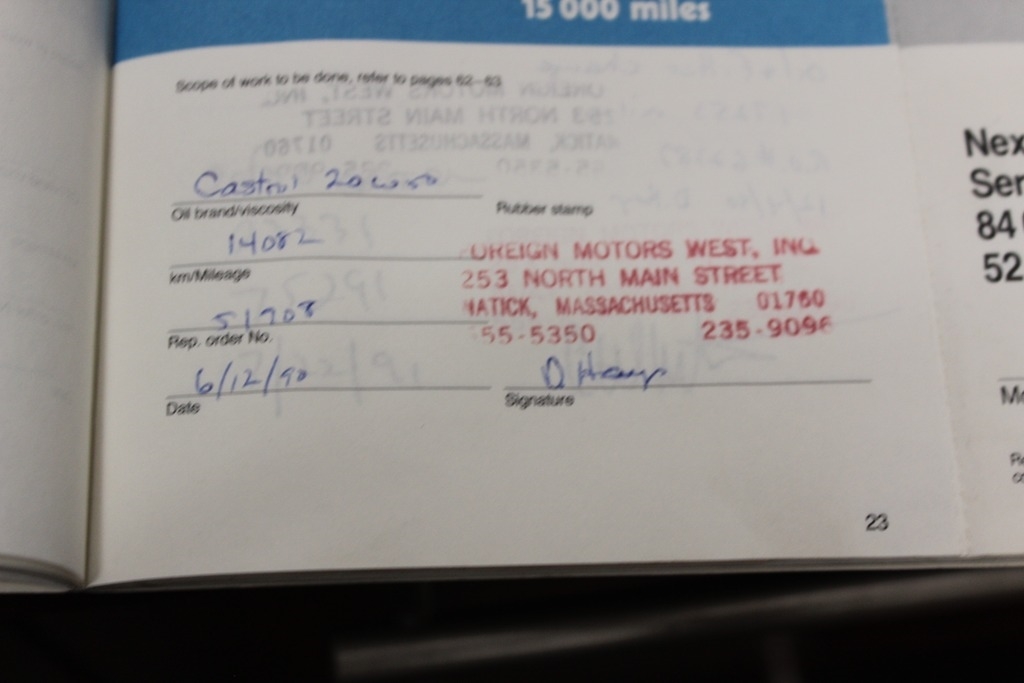 15 000 miles
Scope of work to be done, refer to pages 62-63
Castrol 20w50
Oil brand/viscosity
Rubber stamp
14082
km/Mileage
OREIGN MOTORS WEST, INC.
253 NORTH MAIN STREET
NATICK, MASSACHUSETTS 01760
55-5350 235-9096
51908
Rep. order No.
6/12/90
Date
Signature
23
Nex
Ser
84
52